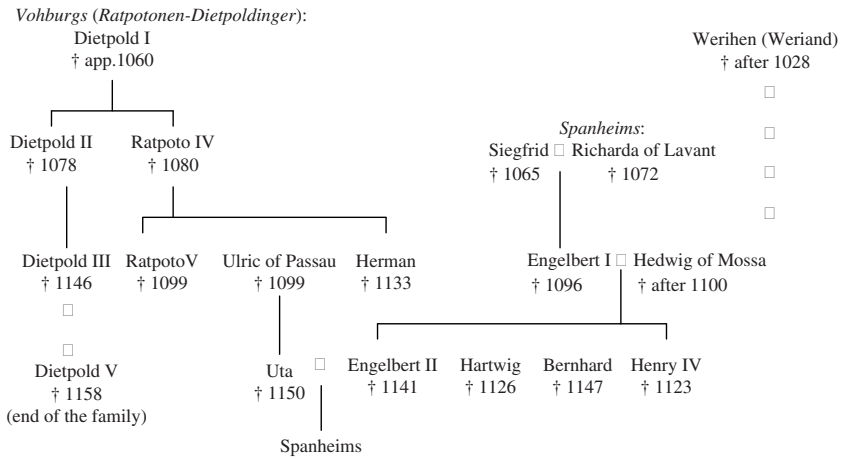 Vohburgs (Ratpotonen-Dietpoldinger):
Dietpold I
† app.1060
Werihen (Weriand)
† after 1028
Dietpold II Ratpoto IV
† 1078 † 1080
Spanheims:
Siegfrid □ Richarda of Lavant
† 1065 † 1072
Dietpold III RatpotoV Ulric of Passau Herman
† 1146 † 1099 † 1099 † 1133
Engelbert I □ Hedwig of Mossa
† 1096 † after 1100
Dietpold V
† 1158
(end of the family)
Uta □ Engelbert II Hartwig Bernhard Henry IV
† 1150 † 1141 † 1126 † 1147 † 1123
Spanheims